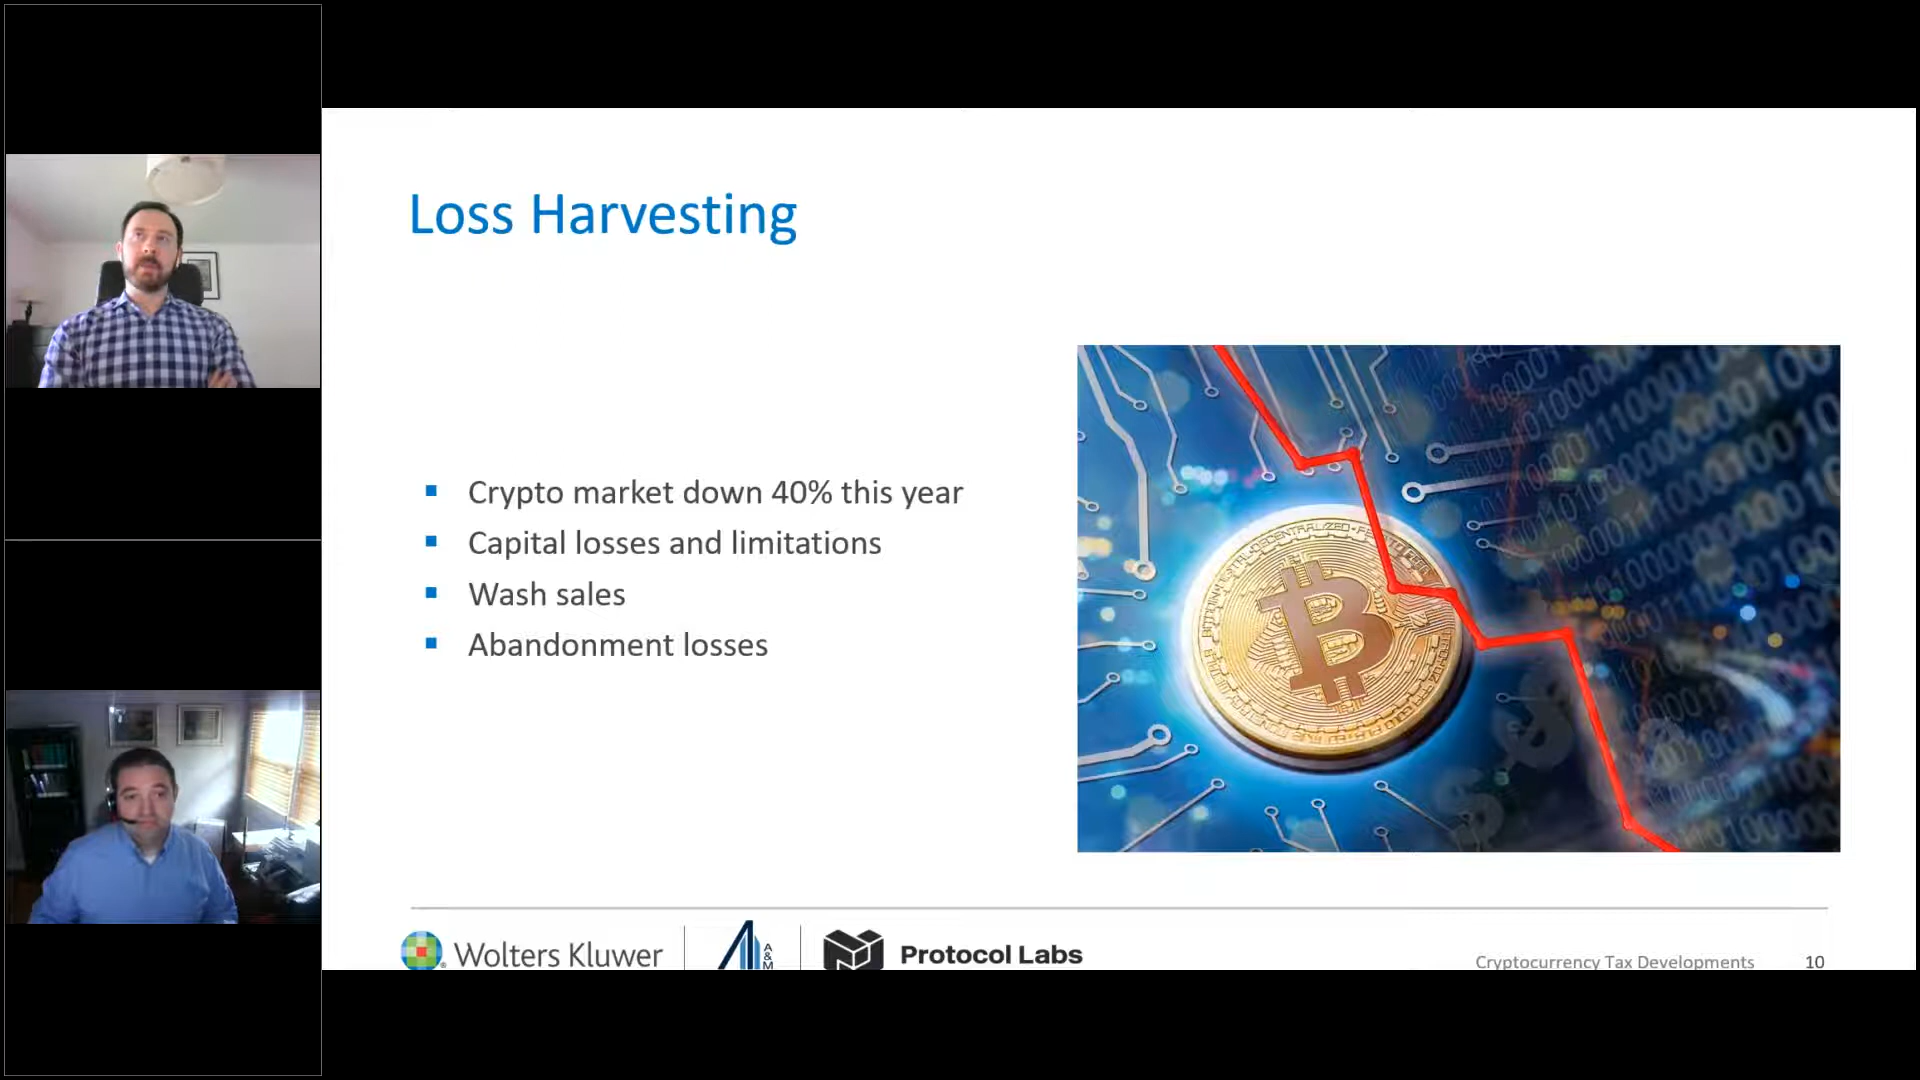 Loss Harvesting
Crypto market down 40% this year
Capital losses and limitations
Wash sales
Abandonment losses
Wolters Kluwer
A&M
Protocol Labs
Cryptocurrency Tax Developments 10